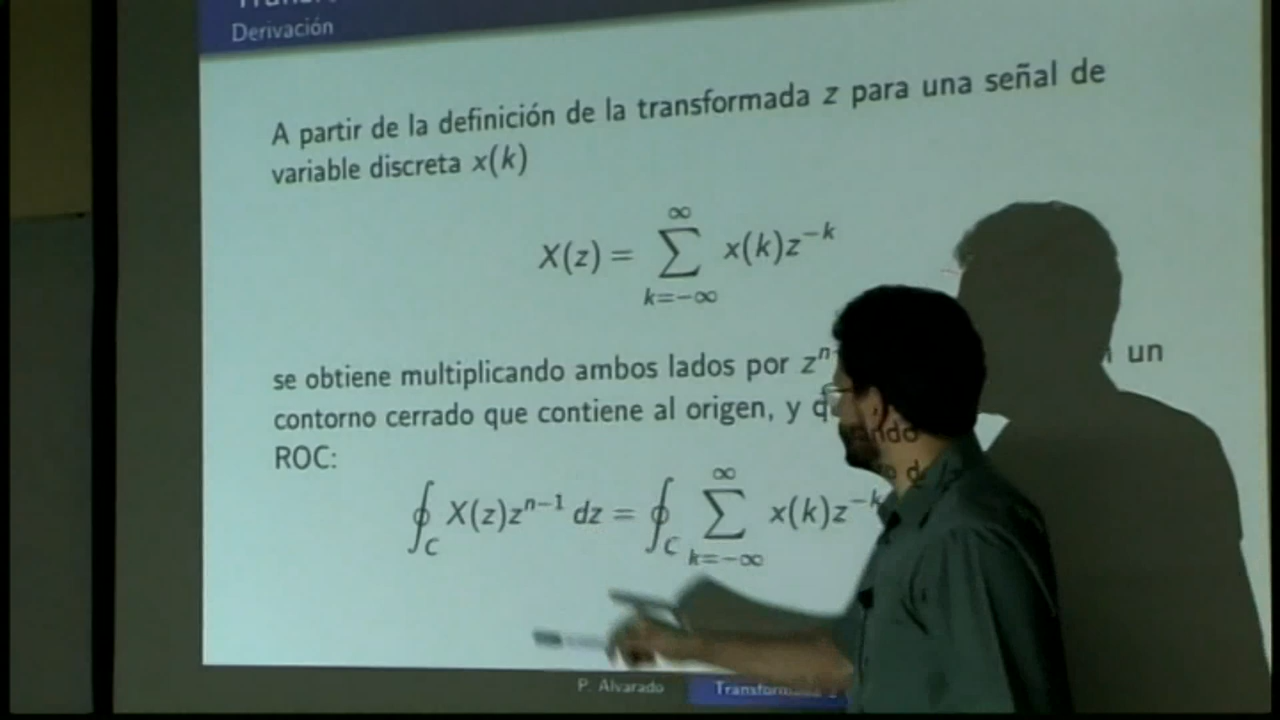 Derivación
A partir de la definición de la transformada z para una señal de
variable discreta x(k)
X(z) = ∑_{k=−∞}^{∞} x(k)z^{−k}
se obtiene multiplicando ambos lados por z^n un
contorno cerrado que contiene al origen, y
ROC:
∮_C X(z)z^{n−1} dz = ∮_C ∑_{k=−∞}^{∞} x(k)z^{−k}
P. Alvarado